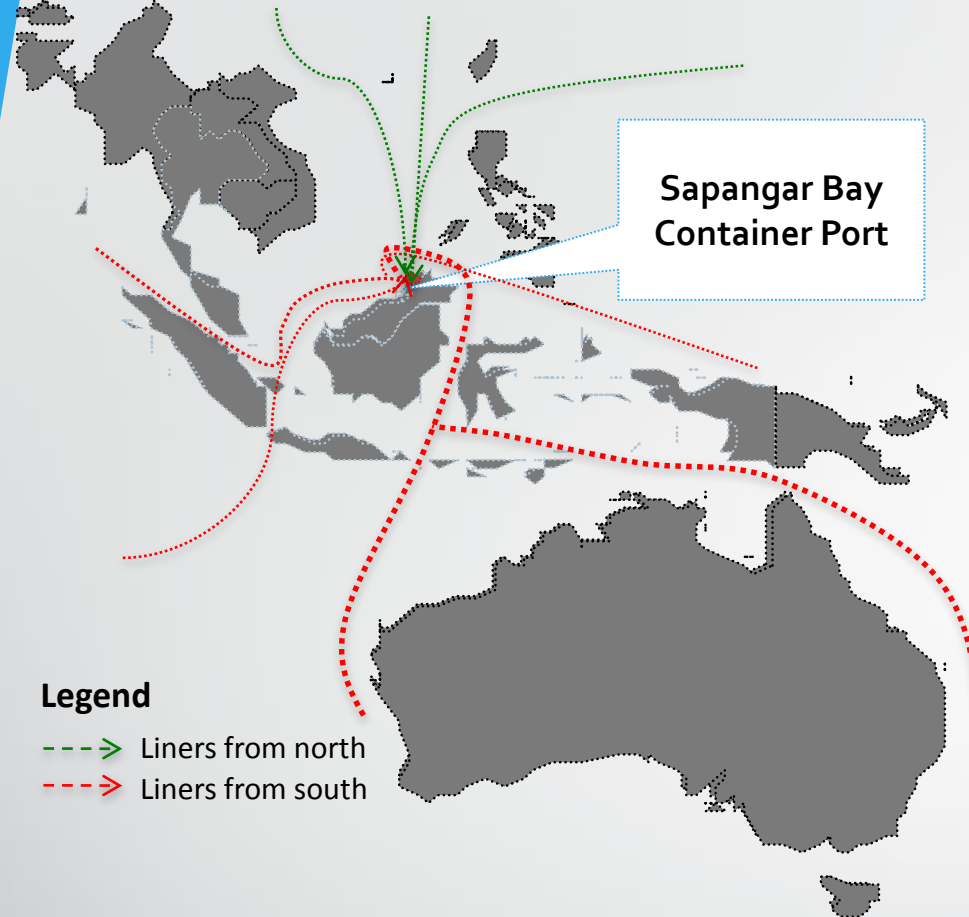 Sapangar Bay
Container Port
Legend
Liners from north
Liners from south